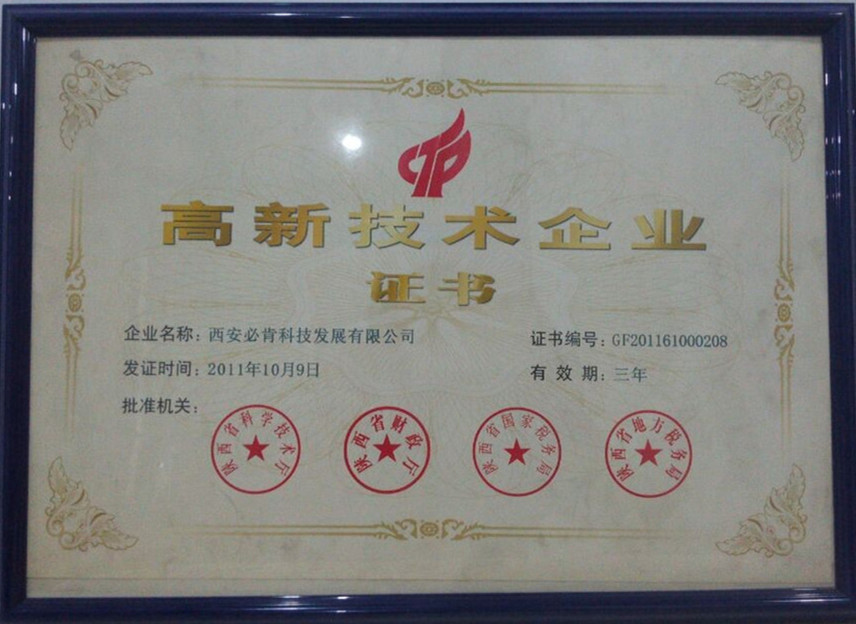 高新技术企业
证书
企业名称：西安必肯科技发展有限公司
证书编号：GF201161000208
发证时间：2011年10月9日
有效期：三年
批准机关：
陕西省科学技术厅
陕西省财政厅
陕西省国家税务局
陕西省地方税务局